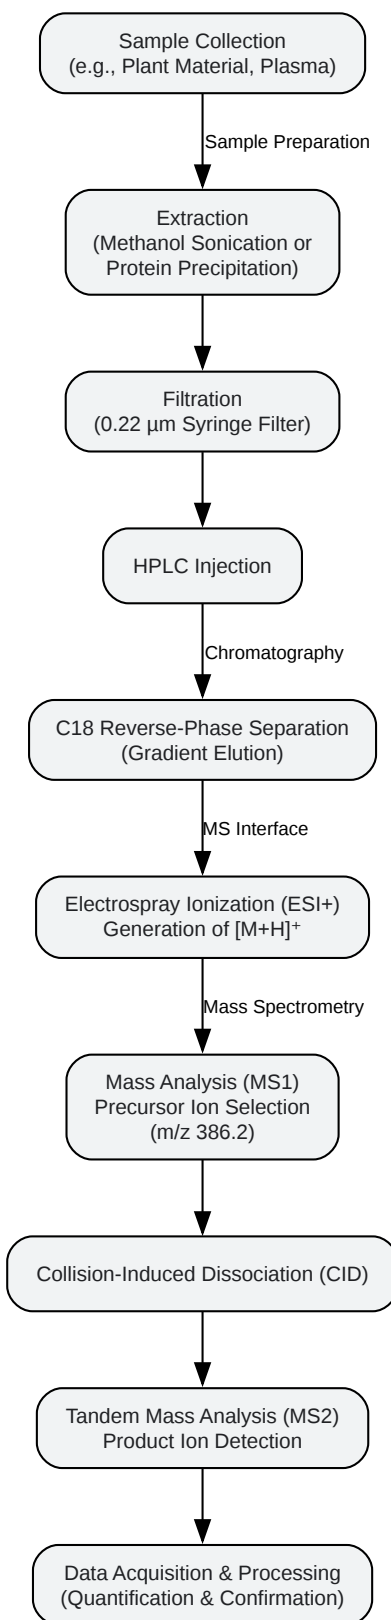 Sample Collection
(e.g., Plant Material, Plasma)
Sample Preparation
Extraction
(Methanol Sonication or
Protein Precipitation)
Filtration
(0.22 µm Syringe Filter)
HPLC Injection
Chromatography
C18 Reverse-Phase Separation
(Gradient Elution)
MS Interface
Electrospray Ionization (ESI+)
Generation of [M+H]⁺
Mass Spectrometry
Mass Analysis (MS1)
Precursor Ion Selection
(m/z 386.2)
Collision-Induced Dissociation (CID)
Tandem Mass Analysis (MS2)
Product Ion Detection
Data Acquisition & Processing
(Quantification & Confirmation)